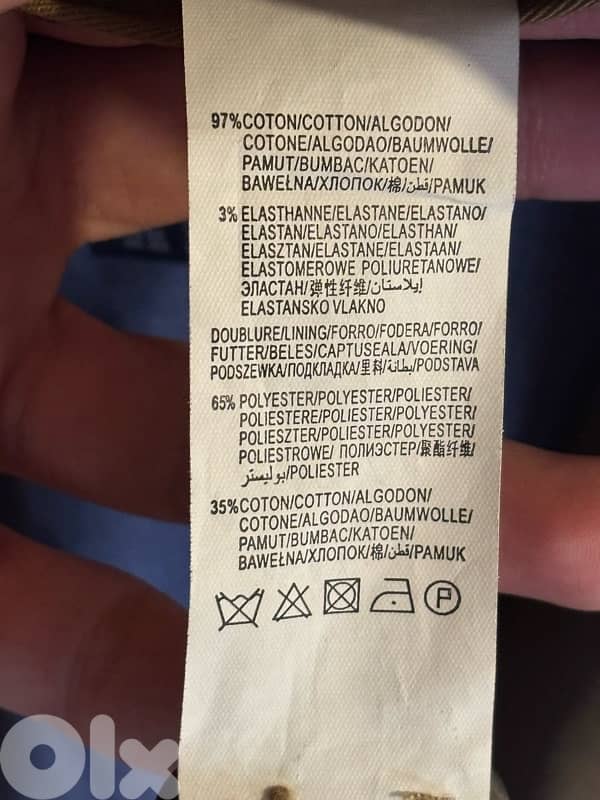 97% COTON/COTTON/ALGODON/
COTONE/ALGODAO/BAUMWOLLE/
PAMUT/BUMBAC/KATOEN/
BAWEŁNA/ХЛОПОК/棉/قطن/PAMUK
3% ELASTHANNE/ELASTANE/ELASTANO/
ELASTAN/ELASTANO/ELASTHAN/
ELASZTAN/ELASTANE/ELASTAAN/
ELASTOMEROWE POLIURETANOWE/
ЭЛАСТАН/弹性纤维/إيلاستان/
ELASTANSKO VLAKNO
DOUBLURE/LINING/FORRO/FODERA/FORRO/
FUTTER/BELES/CAPTUSEALA/VOERING/
PODSZEWKA/ПОДКЛАДКА/里料/بطانة/PODSTAVA
65% POLYESTER/POLYESTER/POLIESTER/
POLIESTERE/POLIESTER/POLYESTER/
POLIESZTER/POLIESTER/POLYESTER/
POLIESTROWE/ ПОЛИЭСТЕР/聚酯纤维/
بوليستر/POLIESTER
35% COTON/COTTON/ALGODON/
COTONE/ALGODAO/BAUMWOLLE/
PAMUT/BUMBAC/KATOEN/
BAWEŁNA/ХЛОПОК/棉/قطن/PAMUK
P
Olx